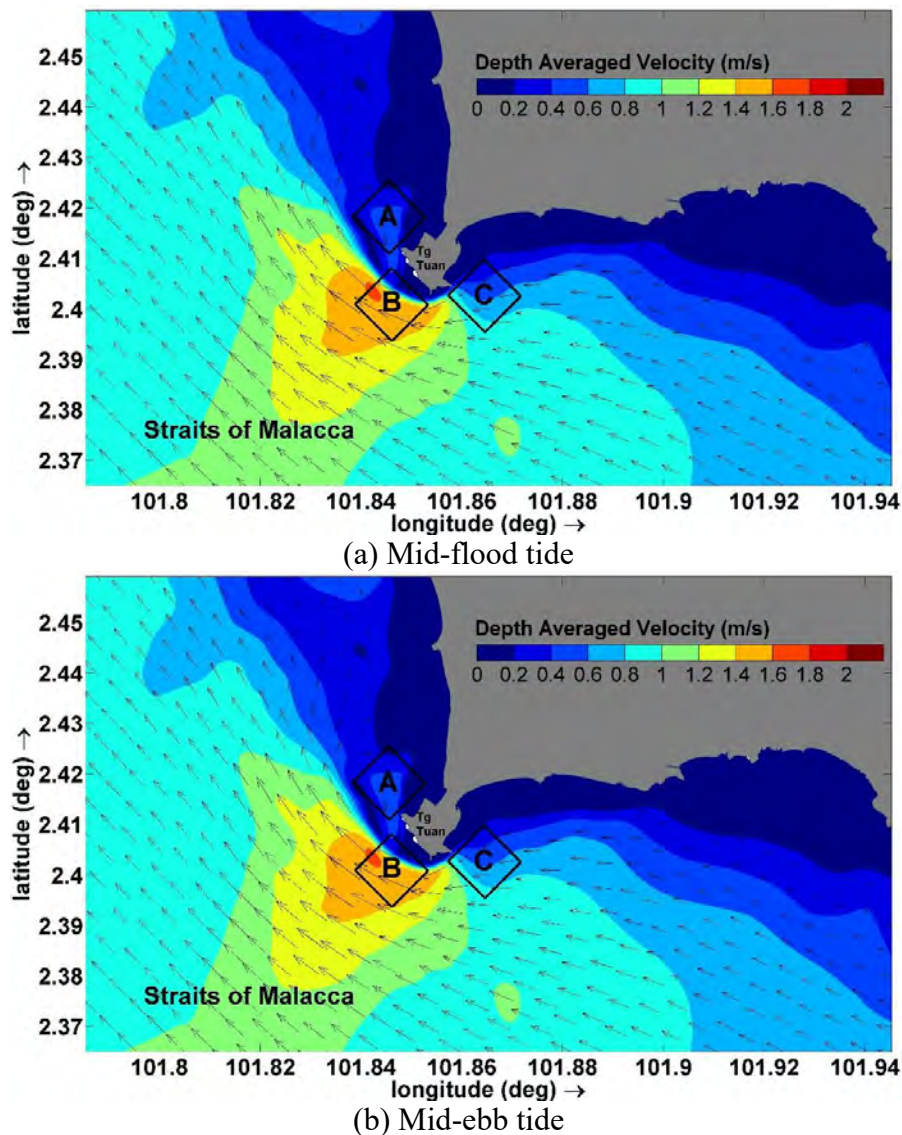 2.45
2.44
2.43
2.42
2.41
2.4
2.39
2.38
2.37
latitude (deg) →
Depth Averaged Velocity (m/s)
0 0.2 0.4 0.6 0.8 1 1.2 1.4 1.6 1.8 2
A
Tg
Tuan
B
C
Straits of Malacca
101.8 101.82 101.84 101.86 101.88 101.9 101.92 101.94
longitude (deg) →
(a) Mid-flood tide
2.45
2.44
2.43
2.42
2.41
2.4
2.39
2.38
2.37
latitude (deg) →
Depth Averaged Velocity (m/s)
0 0.2 0.4 0.6 0.8 1 1.2 1.4 1.6 1.8 2
A
Tg
Tuan
B
C
Straits of Malacca
101.8 101.82 101.84 101.86 101.88 101.9 101.92 101.94
longitude (deg) →
(b) Mid-ebb tide